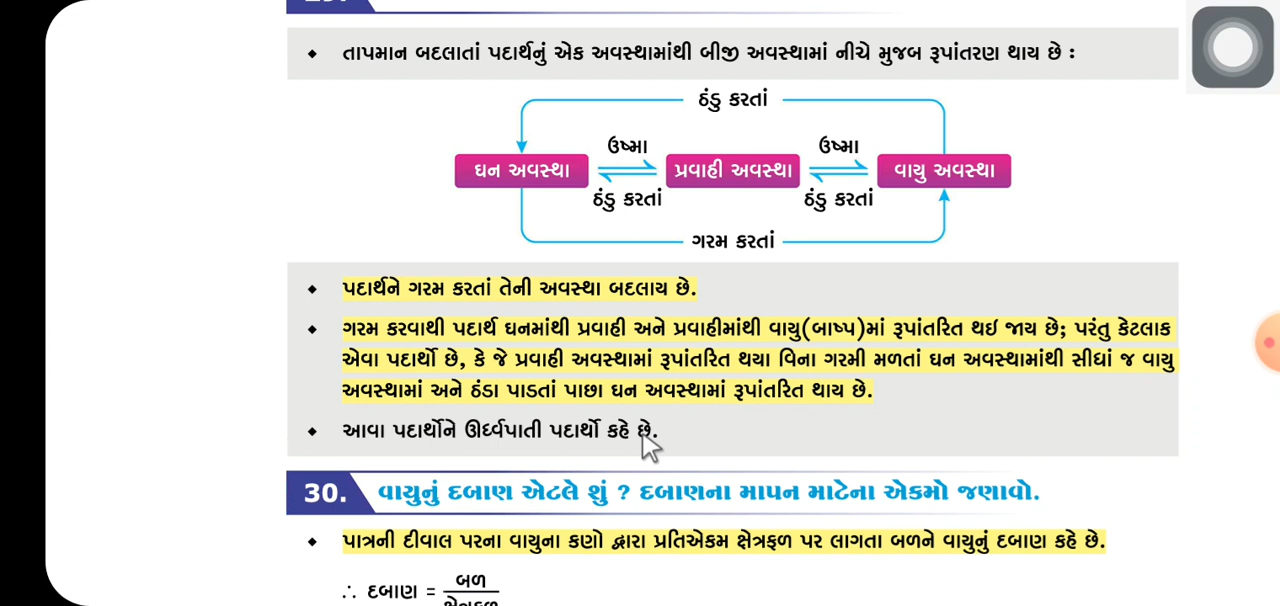 તાપમાન બદલાતાં પદાર્થનું એક અવસ્થામાંથી બીજી અવસ્થામાં નીચે મુજબ રૂપાંતરણ થાય છે :
ઠંડુ કરતાં
ઉષ્મા ઉષ્મા
ઘન અવસ્થા પ્રવાહી અવસ્થા વાયુ અવસ્થા
ઠંડુ કરતાં ઠંડુ કરતાં
ગરમ કરતાં
પદાર્થને ગરમ કરતાં તેની અવસ્થા બદલાય છે.
ગરમ કરવાથી પદાર્થ ઘનમાંથી પ્રવાહી અને પ્રવાહીમાંથી વાયુ(બાષ્પ)માં રૂપાંતરિત થઇ જાય છે; પરંતુ કેટલાક
એવા પદાર્થો છે, કે જે પ્રવાહી અવસ્થામાં રૂપાંતરિત થયા વિના ગરમી મળતાં ઘન અવસ્થામાંથી સીધાં જ વાયુ
અવસ્થામાં અને ઠંડા પાડતાં પાછા ઘન અવસ્થામાં રૂપાંતરિત થાય છે.
આવા પદાર્થોને ઊર્ધ્વપાતી પદાર્થો કહે છે.
30. વાયુનું દબાણ એટલે શું ? દબાણના માપન માટેના એકમો જણાવો.
પાત્રની દીવાલ પરના વાયુના કણો દ્વારા પ્રતિએકમ ક્ષેત્રફળ પર લાગતા બળને વાયુનું દબાણ કહે છે.
∴ દબાણ = બળ